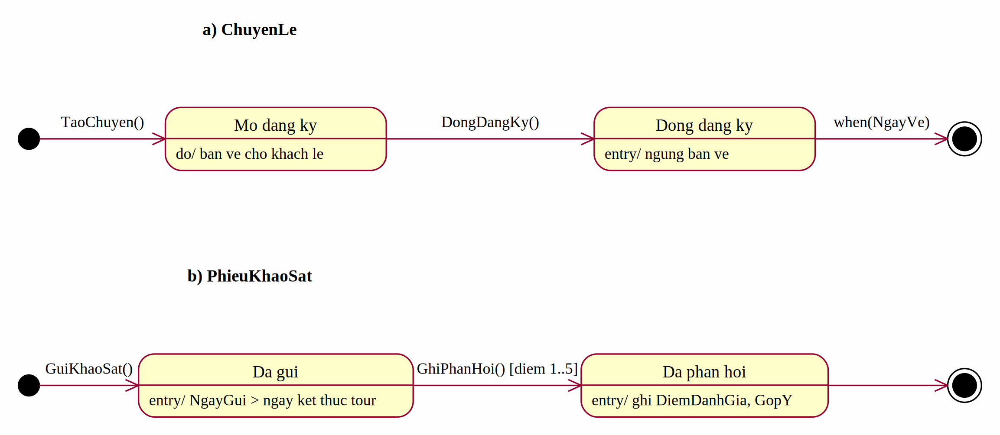 a) ChuyenLe
TaoChuyen()
Mo dang ky
do/ ban ve cho khach le
DongDangKy()
Dong dang ky
entry/ ngung ban ve
when(NgayVe)
b) PhieuKhaoSat
GuiKhaoSat()
Da gui
entry/ NgayGui > ngay ket thuc tour
GhiPhanHoi() [diem 1..5]
Da phan hoi
entry/ ghi DiemDanhGia, GopY